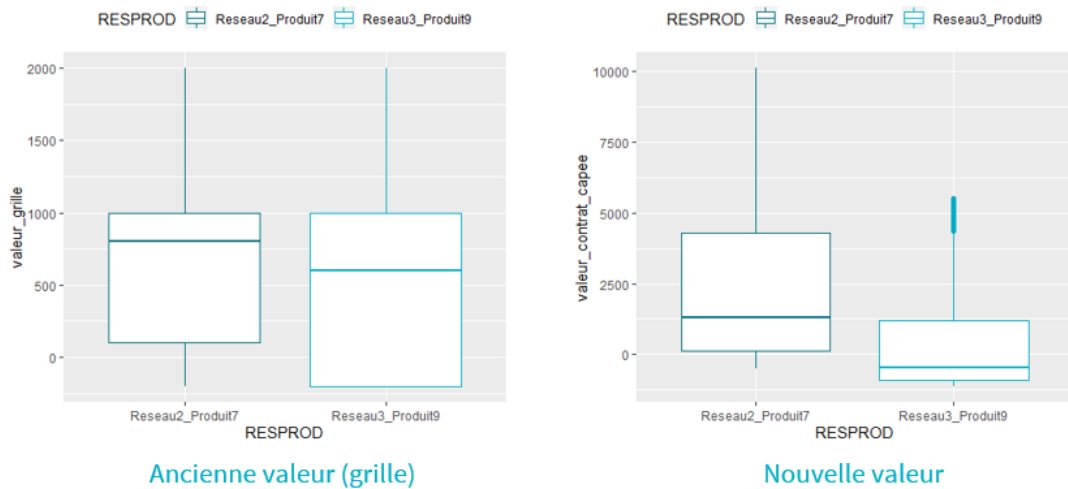 RESPROD Reseau2_Produit7 Reseau3_Produit9
valeur_grille
2000
1500
1000
500
0
Reseau2_Produit7 Reseau3_Produit9
RESPROD
Ancienne valeur (grille)
RESPROD Reseau2_Produit7 Reseau3_Produit9
valeur_contrat_capee
10000
7500
5000
2500
0
Reseau2_Produit7 Reseau3_Produit9
RESPROD
Nouvelle valeur